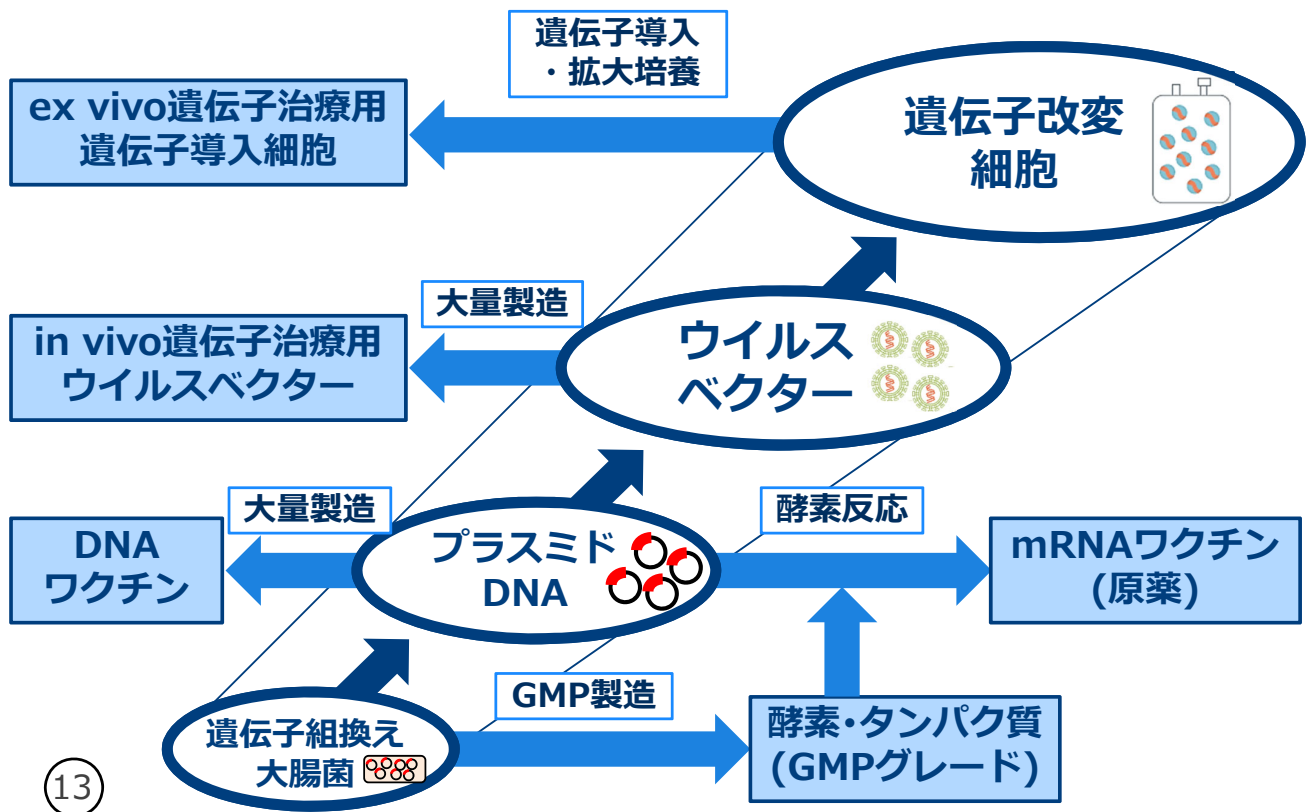 遺伝子導入
・拡大培養
ex vivo遺伝子治療用
遺伝子導入細胞
遺伝子改変
細胞
大量製造
in vivo遺伝子治療用
ウイルスベクター
ウイルス
ベクター
大量製造
酵素反応
DNA
ワクチン
プラスミド
DNA
mRNAワクチン
(原薬)
GMP製造
遺伝子組換え
大腸菌
酵素・タンパク質
(GMPグレード)
13